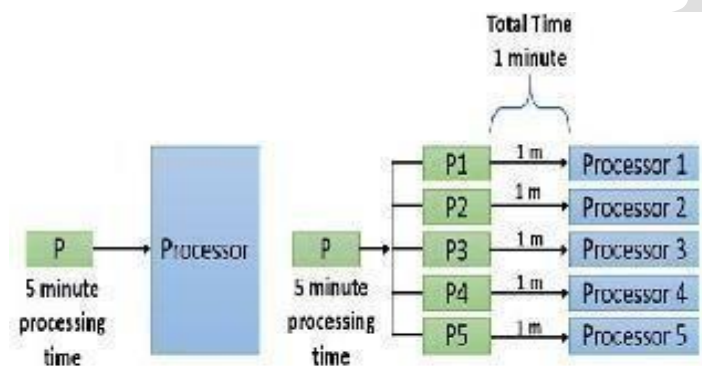 P
5 minute
processing
time
Processor
P
5 minute
processing
time
Total Time
1 minute
P1
1 m
Processor 1
P2
1 m
Processor 2
P3
1 m
Processor 3
P4
1 m
Processor 4
P5
1 m
Processor 5